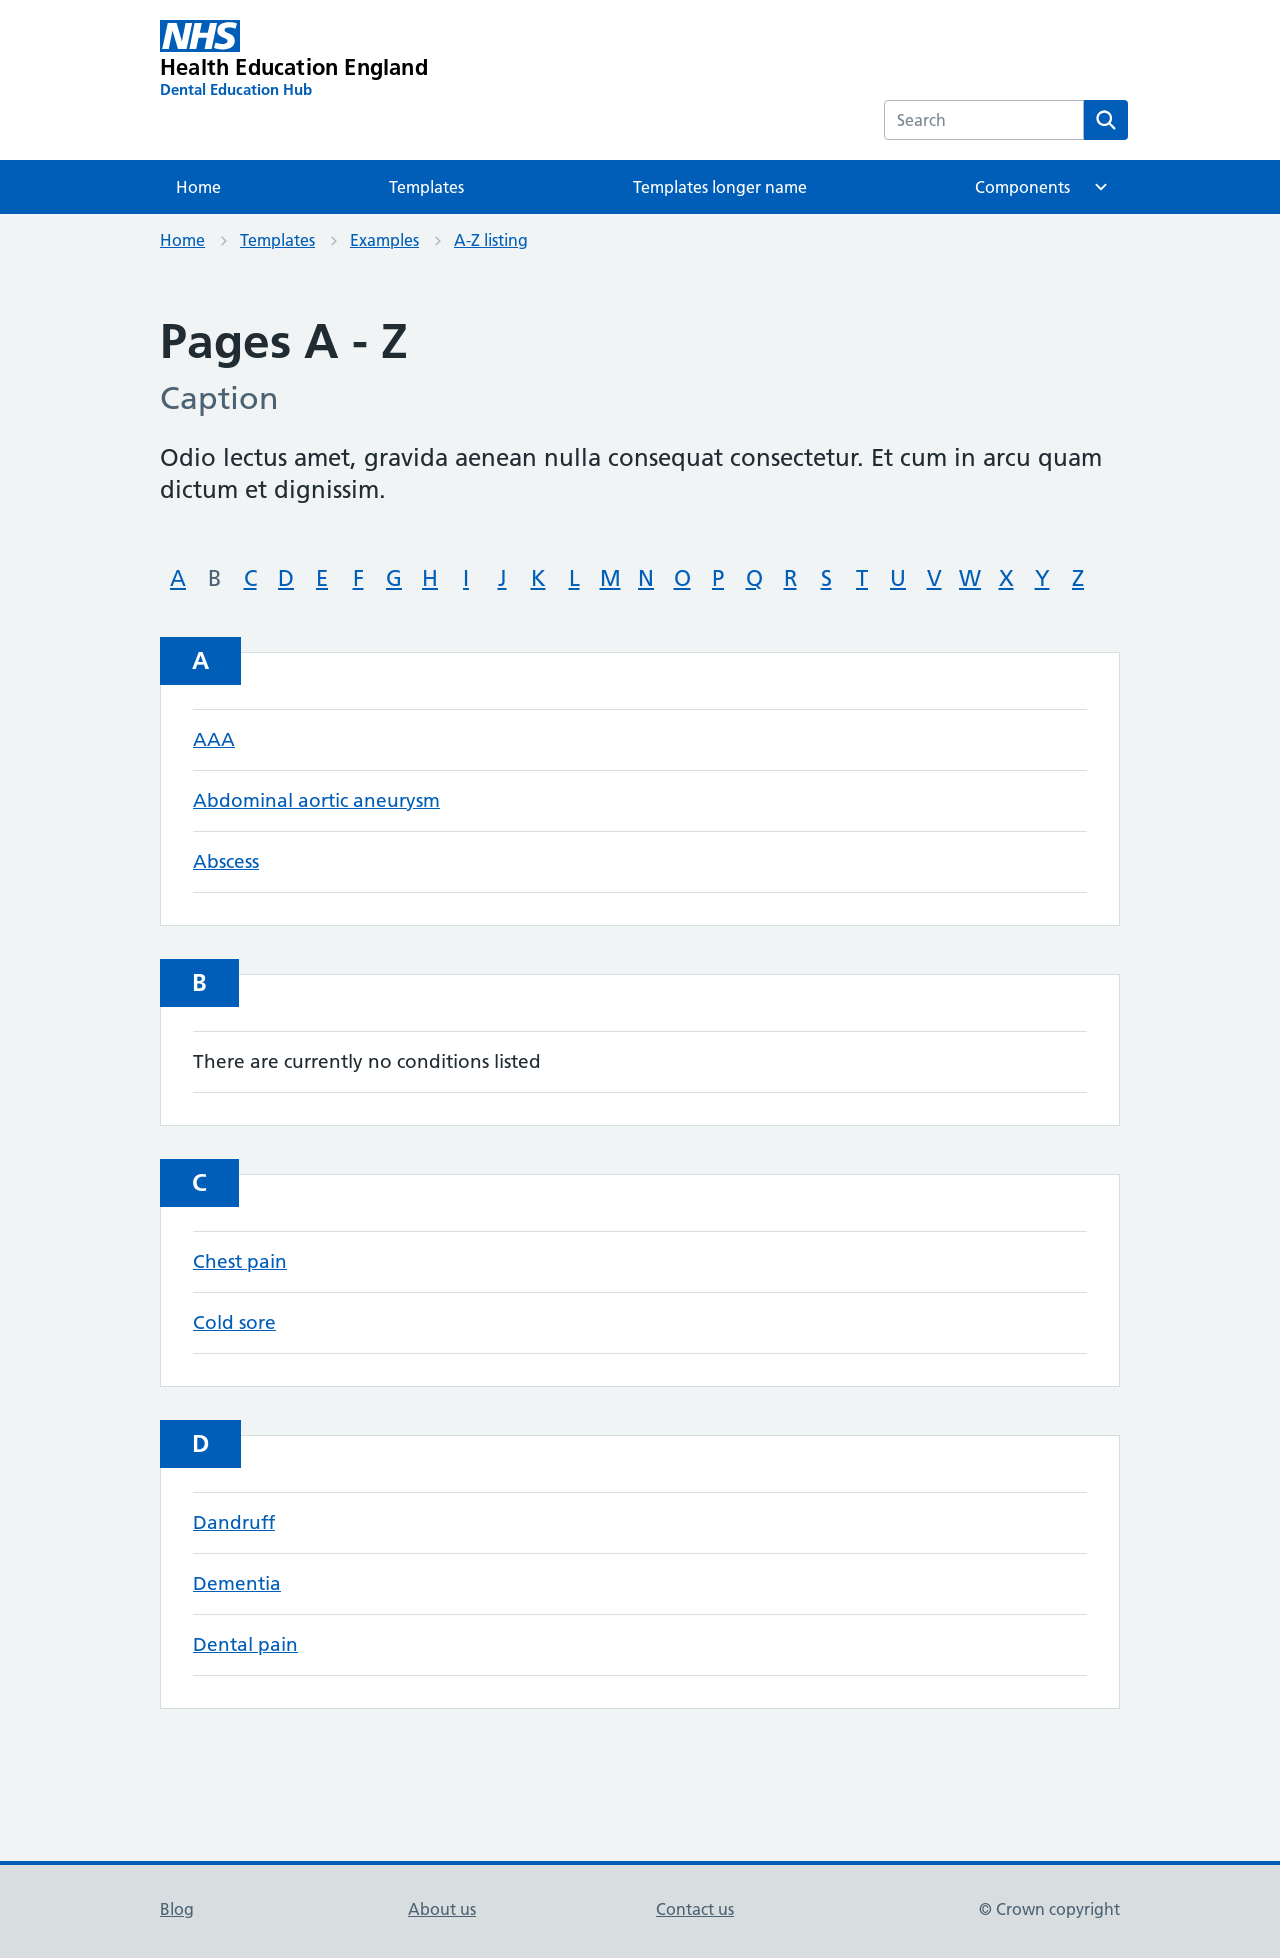 NHS
Health Education England
Dental Education Hub
Search
Home Templates Templates longer name Components
Home Templates Examples A-Z listing
Pages A - Z
Caption
Odio lectus amet, gravida aenean nulla consequat consectetur. Et cum in arcu quam
dictum et dignissim.
A B C D E F G H I J K L M N O P Q R S T U V W X Y Z
A
AAA
Abdominal aortic aneurysm
Abscess
B
There are currently no conditions listed
C
Chest pain
Cold sore
D
Dandruff
Dementia
Dental pain
Blog About us Contact us © Crown copyright